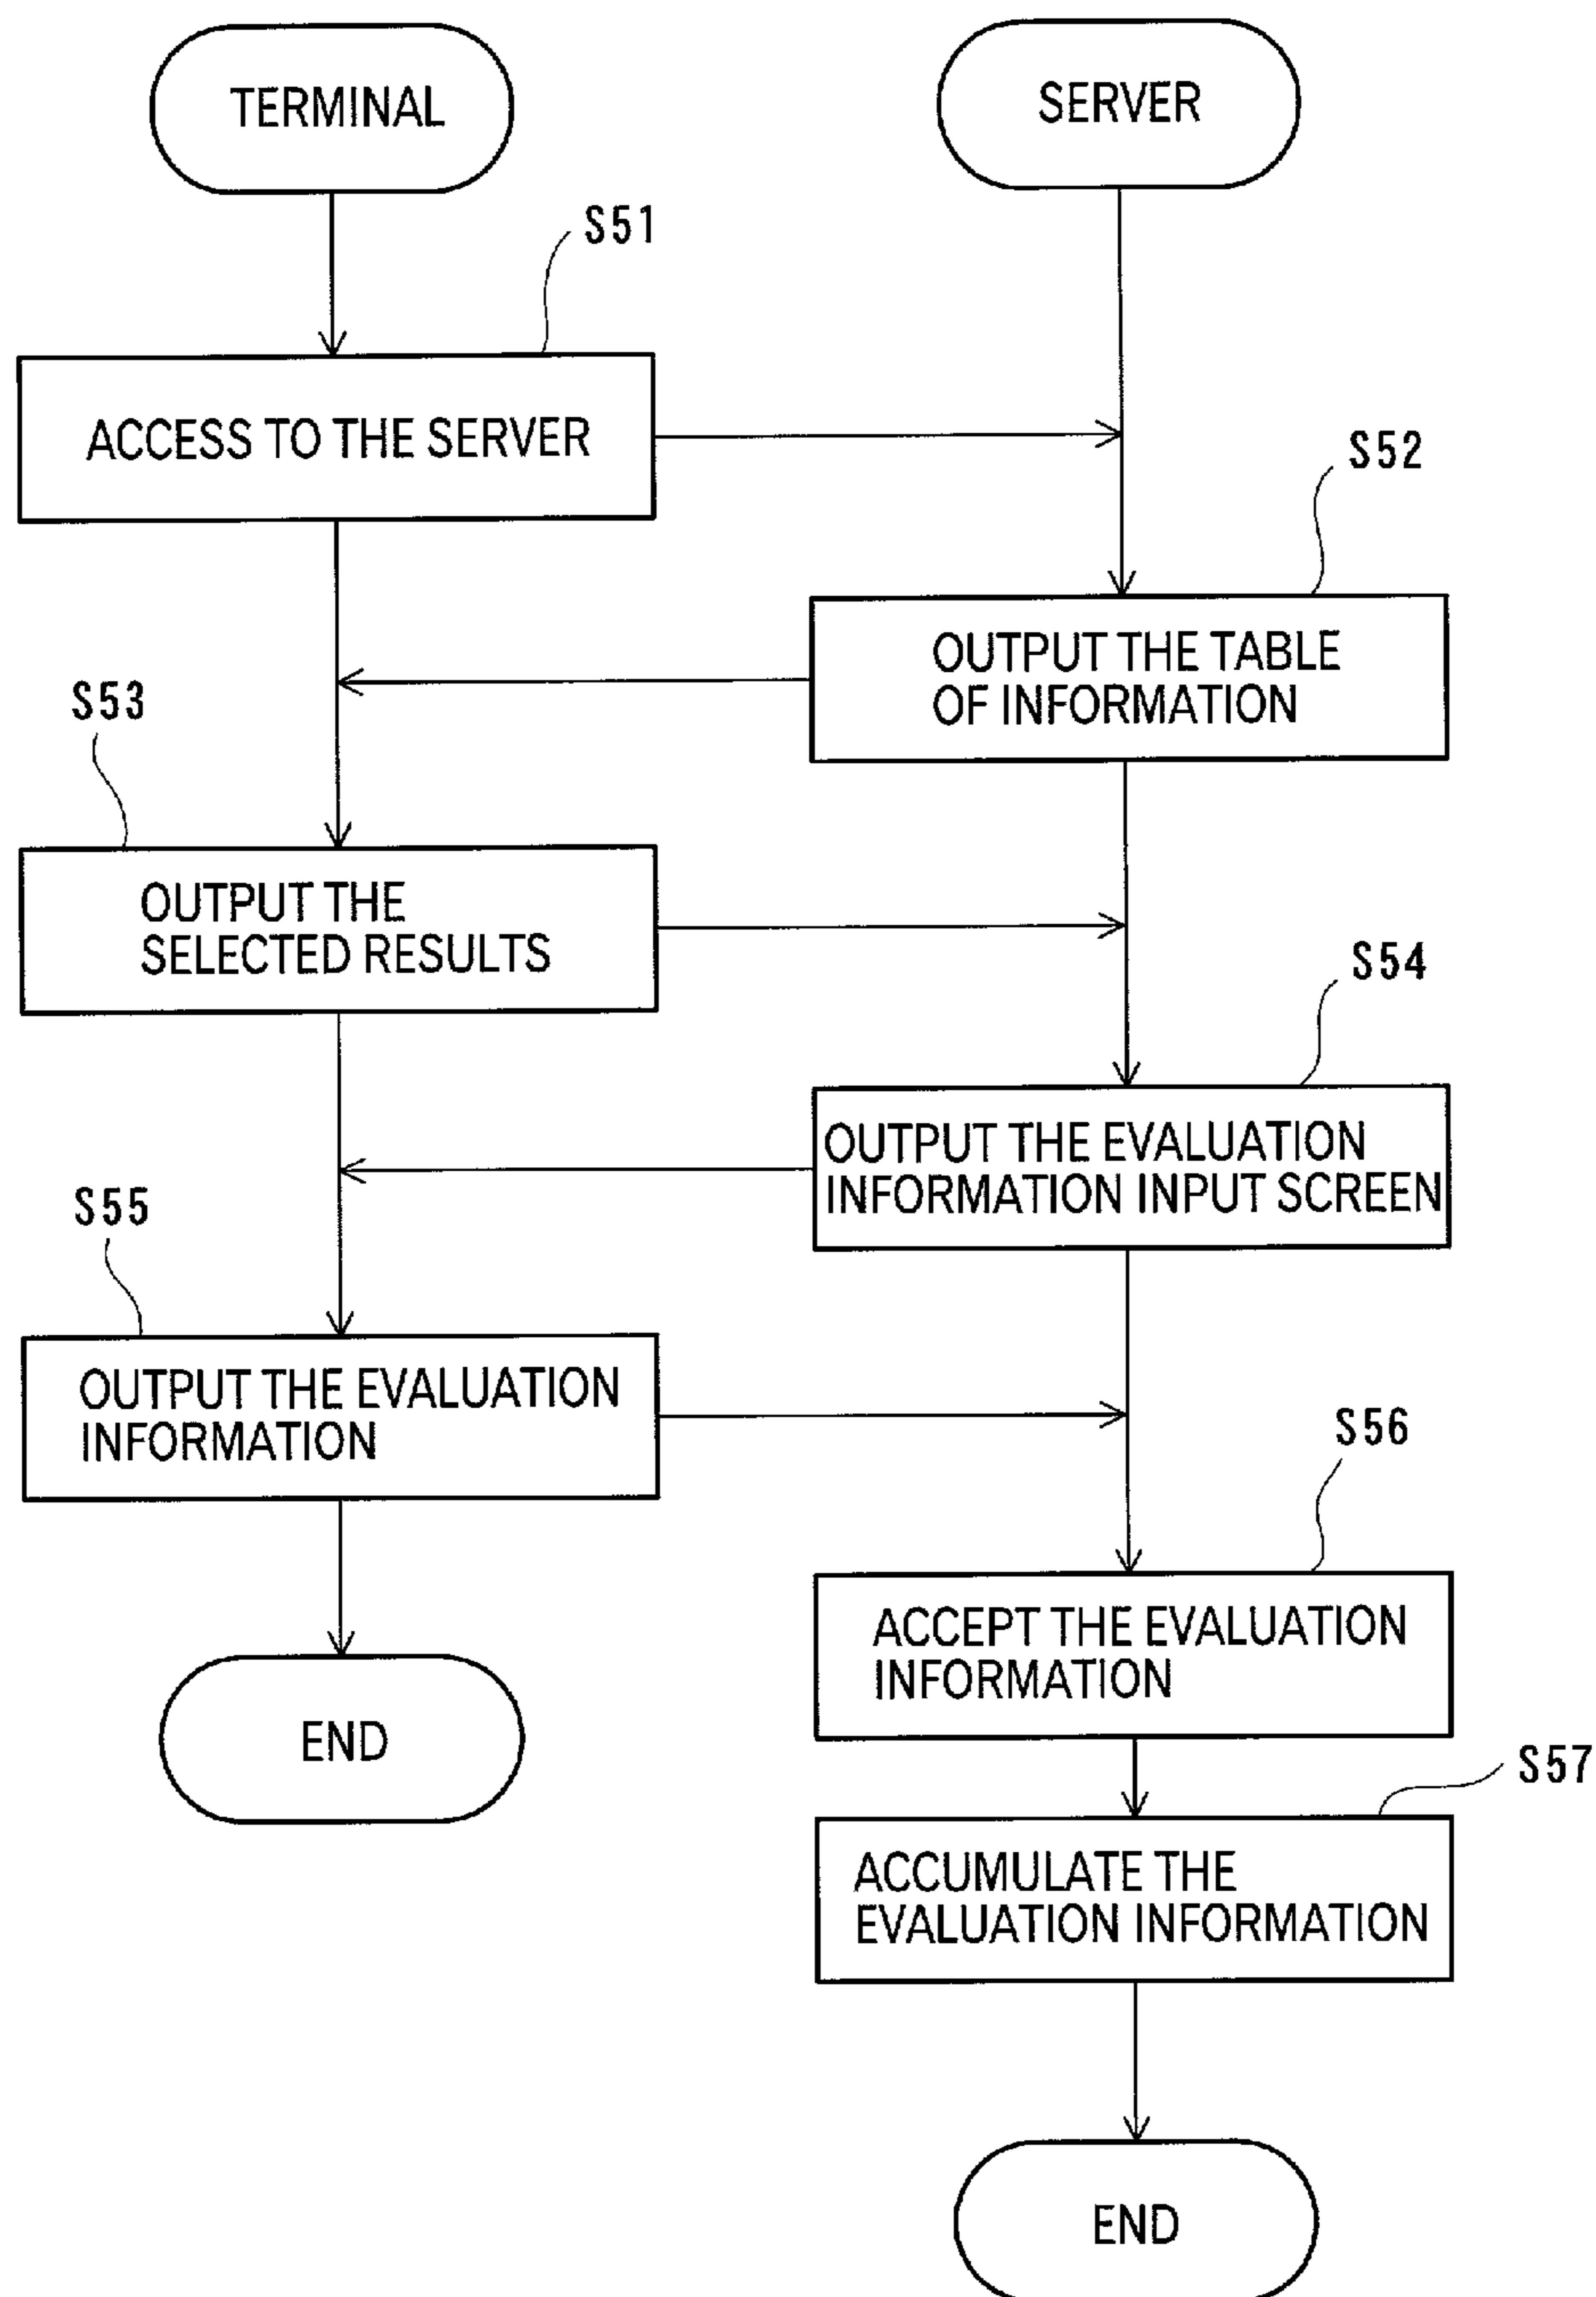 TERMINAL
SERVER
S51
ACCESS TO THE SERVER
S52
OUTPUT THE TABLE
OF INFORMATION
S53
OUTPUT THE
SELECTED RESULTS
S54
OUTPUT THE EVALUATION
INFORMATION INPUT SCREEN
S55
OUTPUT THE EVALUATION
INFORMATION
S56
ACCEPT THE EVALUATION
INFORMATION
END
S57
ACCUMULATE THE
EVALUATION INFORMATION
END